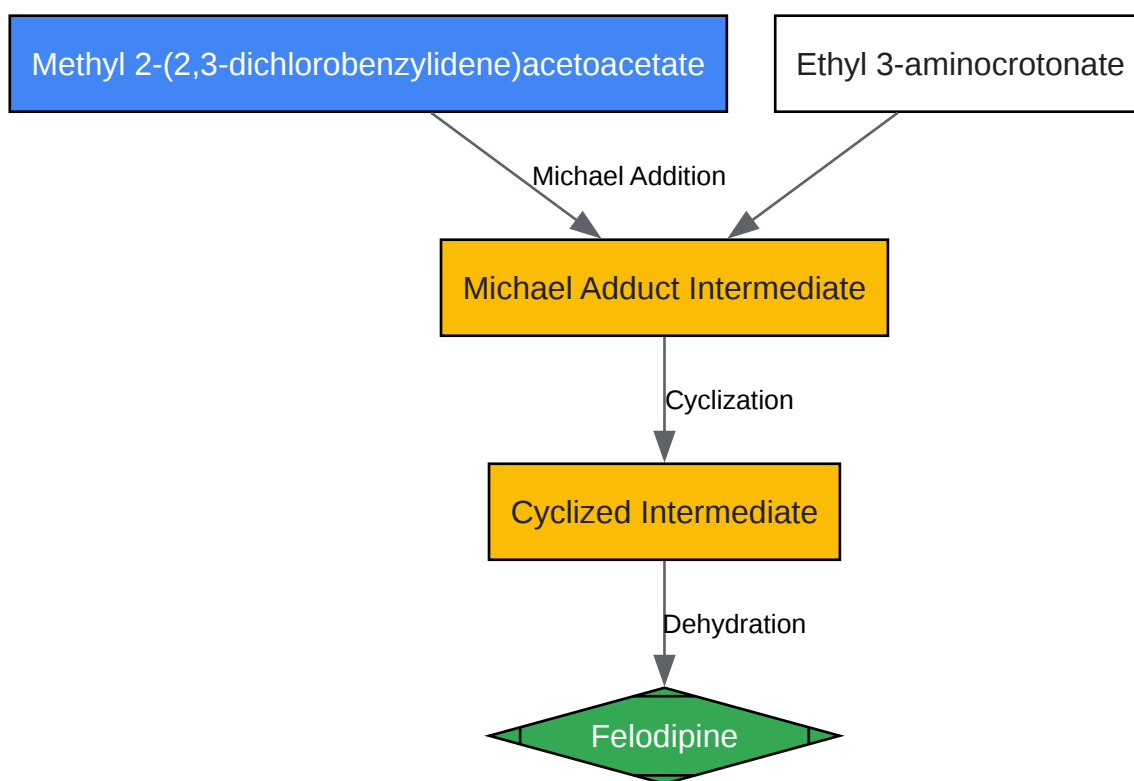 Methyl 2-(2,3-dichlorobenzylidene)acetoacetate
Ethyl 3-aminocrotonate
Michael Addition
Michael Adduct Intermediate
Cyclization
Cyclized Intermediate
Dehydration
Felodipine